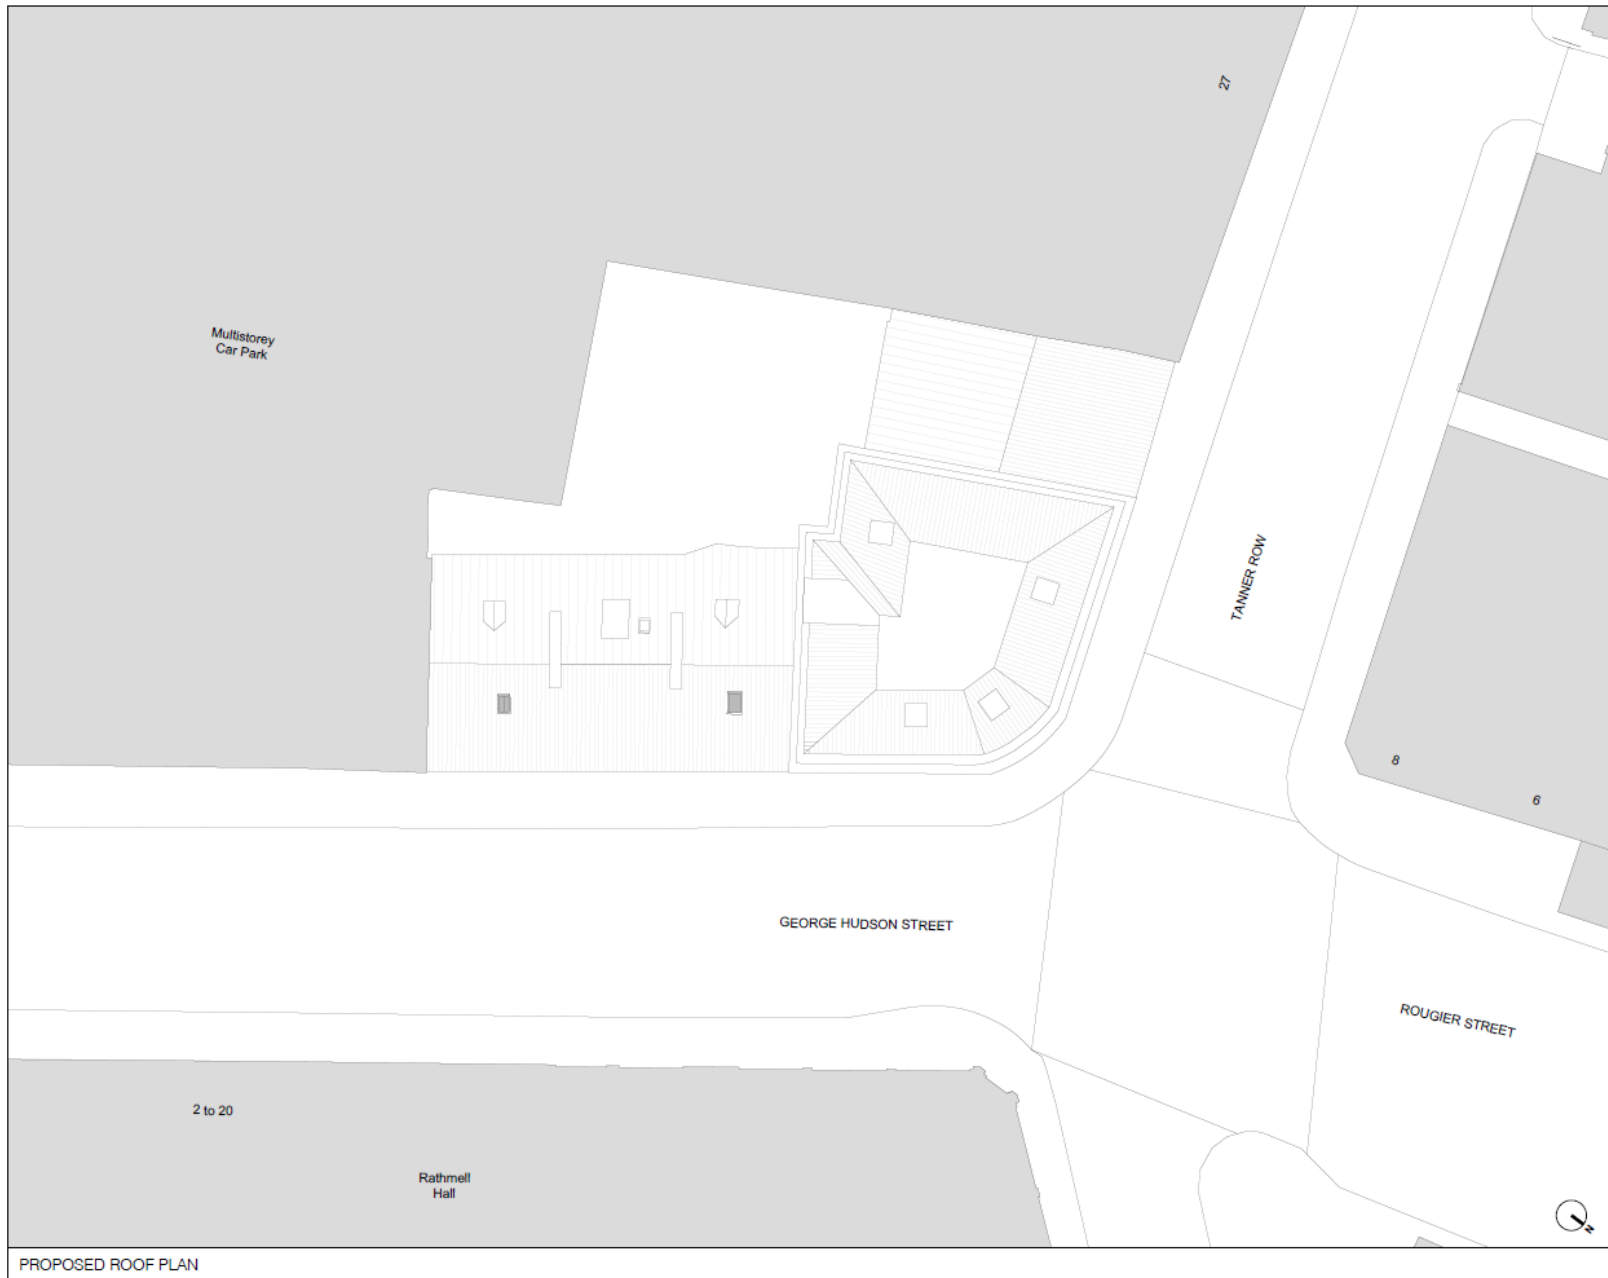 27
Multistorey
Car Park
TANNER ROW
8
6
GEORGE HUDSON STREET
ROUGIER STREET
2 to 20
Rathmell
Hall
N
PROPOSED ROOF PLAN